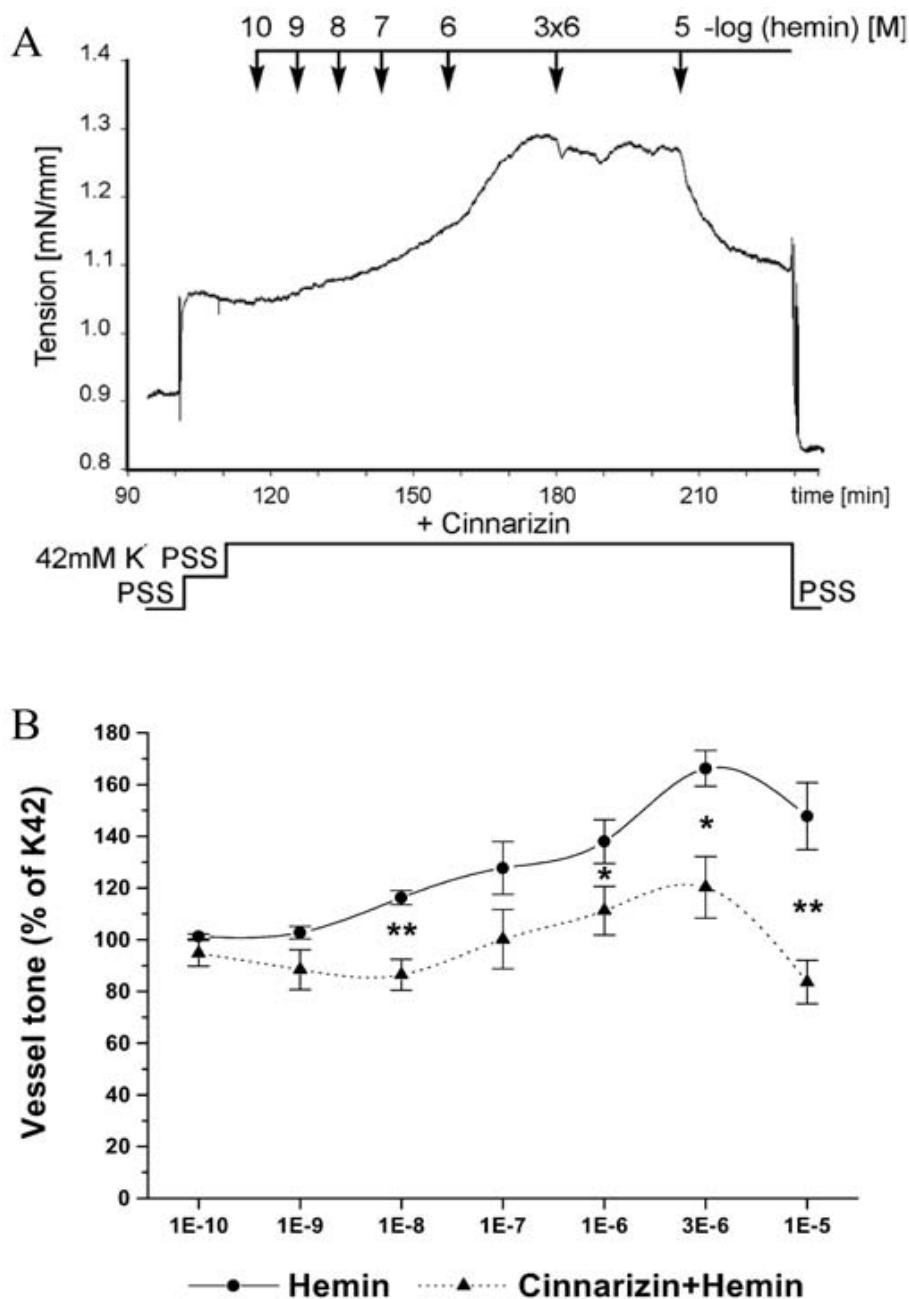 A
10 9 8 7 6 3x6 5 -log (hemin) [M]
1.4
1.3
1.2
1.1
1.0
0.9
0.8
Tension [mN/mm]
90 120 150 180 210 time [min]
+ Cinnarizin
42mM K PSS
PSS PSS
B
180
160
140
120
100
80
60
40
20
0
Vessel tone (% of K42)
** * * **
1E-10 1E-9 1E-8 1E-7 1E-6 3E-6 1E-5
Hemin Cinnarizin+Hemin